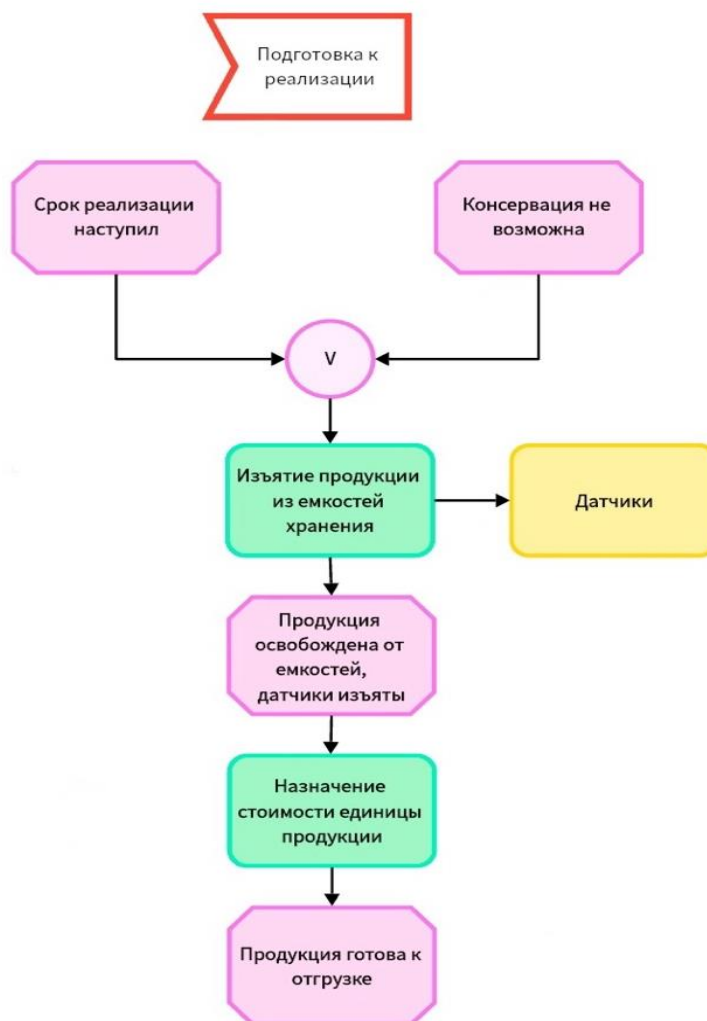 Подготовка к
реализации
Срок реализации
наступил
Консервация не
возможна
V
Изъятие продукции
из емкостей
хранения
Датчики
Продукция
освобождена от
емкостей,
датчики изъяты
Назначение
стоимости единицы
продукции
Продукция готова к
отгрузке